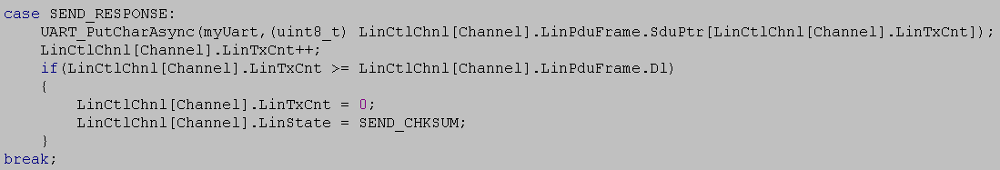 case SEND_RESPONSE:
UART_PutCharAsync(myUart,(uint8_t) LinCtlChnl[Channel].LinPduFrame.SduPtr[LinCtlChnl[Channel].LinTxCnt]);
LinCtlChnl[Channel].LinTxCnt++;
if(LinCtlChnl[Channel].LinTxCnt >= LinCtlChnl[Channel].LinPduFrame.Dl)
{
LinCtlChnl[Channel].LinTxCnt = 0;
LinCtlChnl[Channel].LinState = SEND_CHKSUM;
}
break;